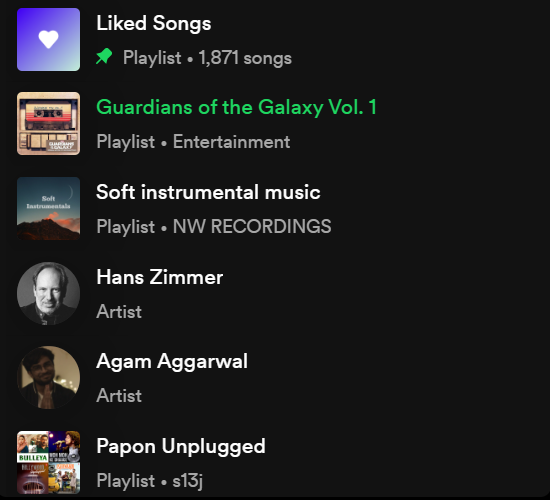 Liked Songs
Playlist • 1,871 songs
Guardians of the Galaxy Vol. 1
Playlist • Entertainment
Soft
Instrumentals
Soft instrumental music
Playlist • NW RECORDINGS
Hans Zimmer
Artist
Agam Aggarwal
Artist
BULLEYA
Papon Unplugged
Playlist • s13j